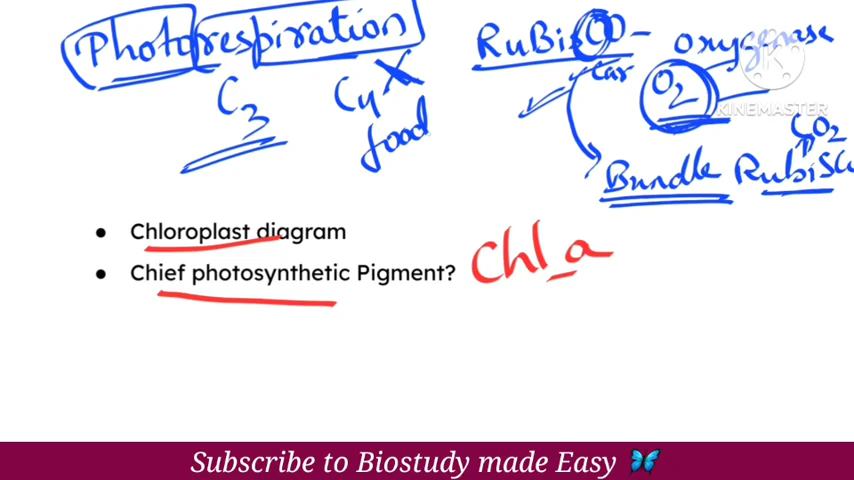 Photorespiration RuBisCO - oxygenase
C3 C4 car O2
food CO2
Bundle RubisCo
KINEMASTER
• Chloroplast diagram
• Chief photosynthetic Pigment? Chl a
Subscribe to Biostudy made Easy 🦋